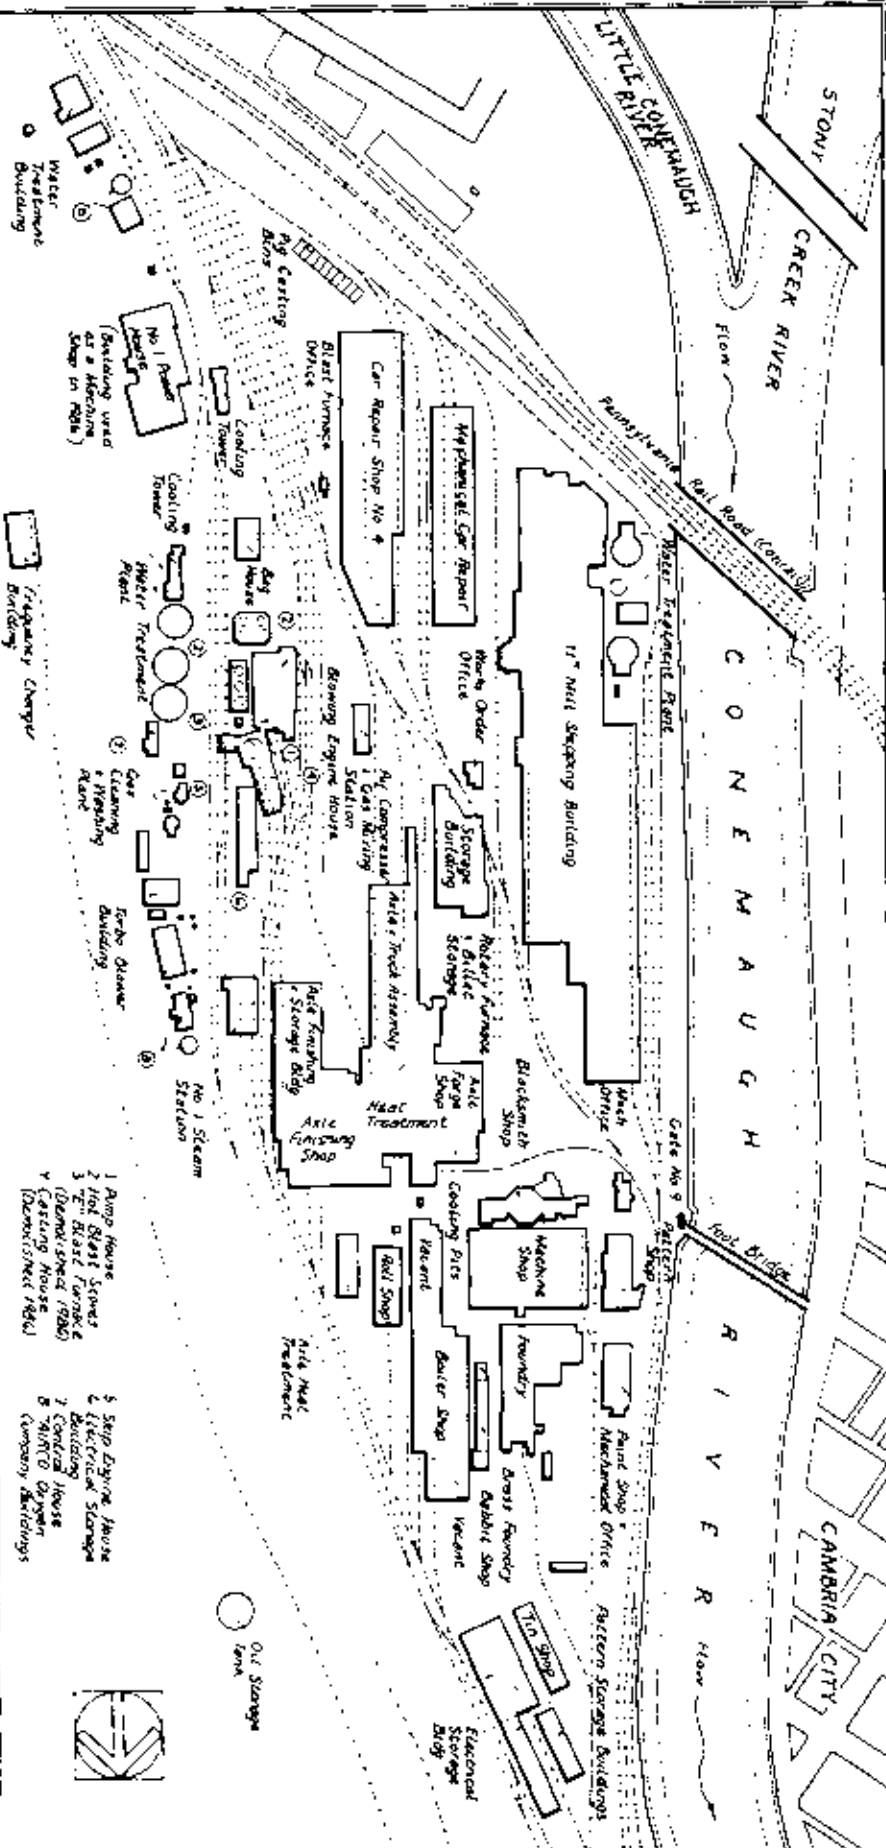 STONY
CREEK RIVER
LITTLE CONEMAUGH
RIVER
Flow
Pennsylvania Rail Road (Conrail)
CONEMAUGH
RIVER
Flow
CAMBRIA CITY
Foot Bridge
Gate No 9
Water Treatment Plant
11" Mill Shipping Building
Mech
Office
Pattern
Shop
Paint Shop &
Mechanical Office
Pattern Storage Buildings
Tin Shop
Electrical
Storage
Bldg
Mechanical Car Repair
Car Repair Shop No 4
Pig Casting
Bins
Blast Furnace
Office
Work Order
Office
Storage
Building
Rotary Furnace
& Billet
Storage
Blacksmith
Shop
Machine
Shop
Foundry
Brass Foundry
Babbit Shop
Vacant
Boiler Shop
Vacant
Roll Shop
Cooling Pits
Axle
Forge
Shop
Heat
Treatment
Axle & Truck Assembly
Axle Finishing
Storage Bldg
Axle
Finishing
Shop
Axle Heat
Treatment
Air Compressor
& Gas Mixing
Station
Blowing Engine House
Bag
House
Cooling
Tower
No 1 Power
House
(Building used
as a Machine
Shop in 1986)
Water
Treatment
Building
Cooling
Tower
Water Treatment
Plant
Gas
Cleaning
& Washing
Plant
Turbo Blower
Building
No 1 Steam
Station
Frequency Changer
Building
Oil Storage
Tank
1 Pump House
2 Hot Blast Stoves
3 "E" Blast Furnace
(Demolished 1986)
4 Casting House
(Demolished 1986)
5 Skip Engine House
6 Electrical Storage
Building
7 Control House
8 "AIRCO Oxygen
Company Buildings